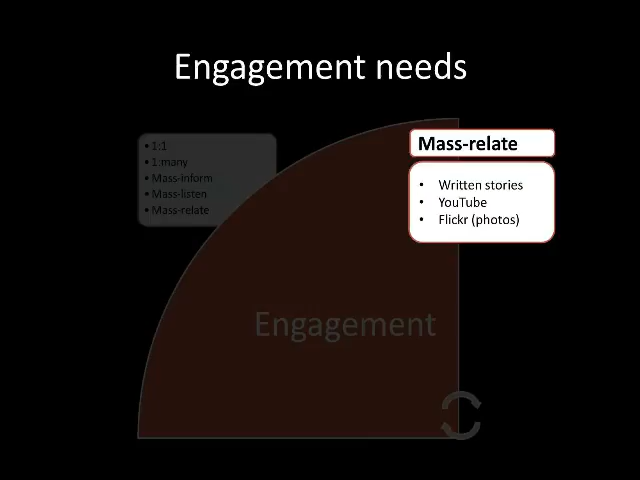 Engagement needs
• 1:1
• 1:many
• Mass-inform
• Mass-listen
• Mass-relate
Mass-relate
• Written stories
• YouTube
• Flickr (photos)
Engagement